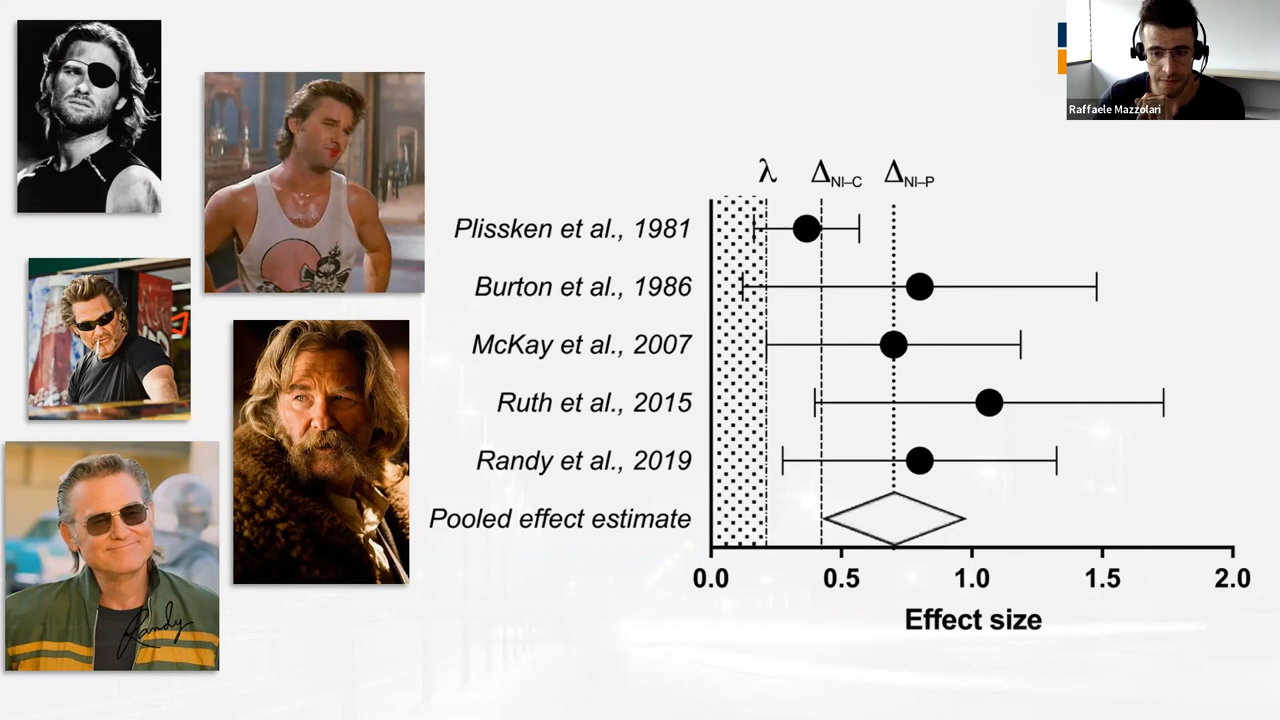 Raffaele Mazzolari
λ ΔNI–C ΔNI–P
Plissken et al., 1981
Burton et al., 1986
McKay et al., 2007
Ruth et al., 2015
Randy et al., 2019
Pooled effect estimate
0.0 0.5 1.0 1.5 2.0
Effect size
Randy